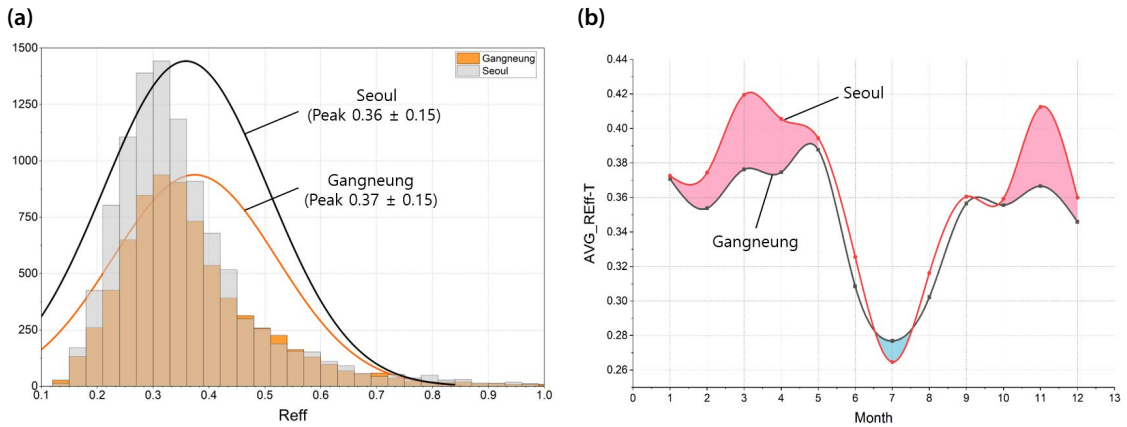 (a)
1500
1250
1000
750
500
250
0
0.1 0.2 0.3 0.4 0.5 0.6 0.7 0.8 0.9 1.0
Reff
Gangneung
Seoul
Seoul
(Peak 0.36 ± 0.15)
Gangneung
(Peak 0.37 ± 0.15)
(b)
0.44
0.42
0.40
0.38
0.36
0.34
0.32
0.30
0.28
0.26
AVG_REff-T
0 1 2 3 4 5 6 7 8 9 10 11 12 13
Month
Seoul
Gangneung